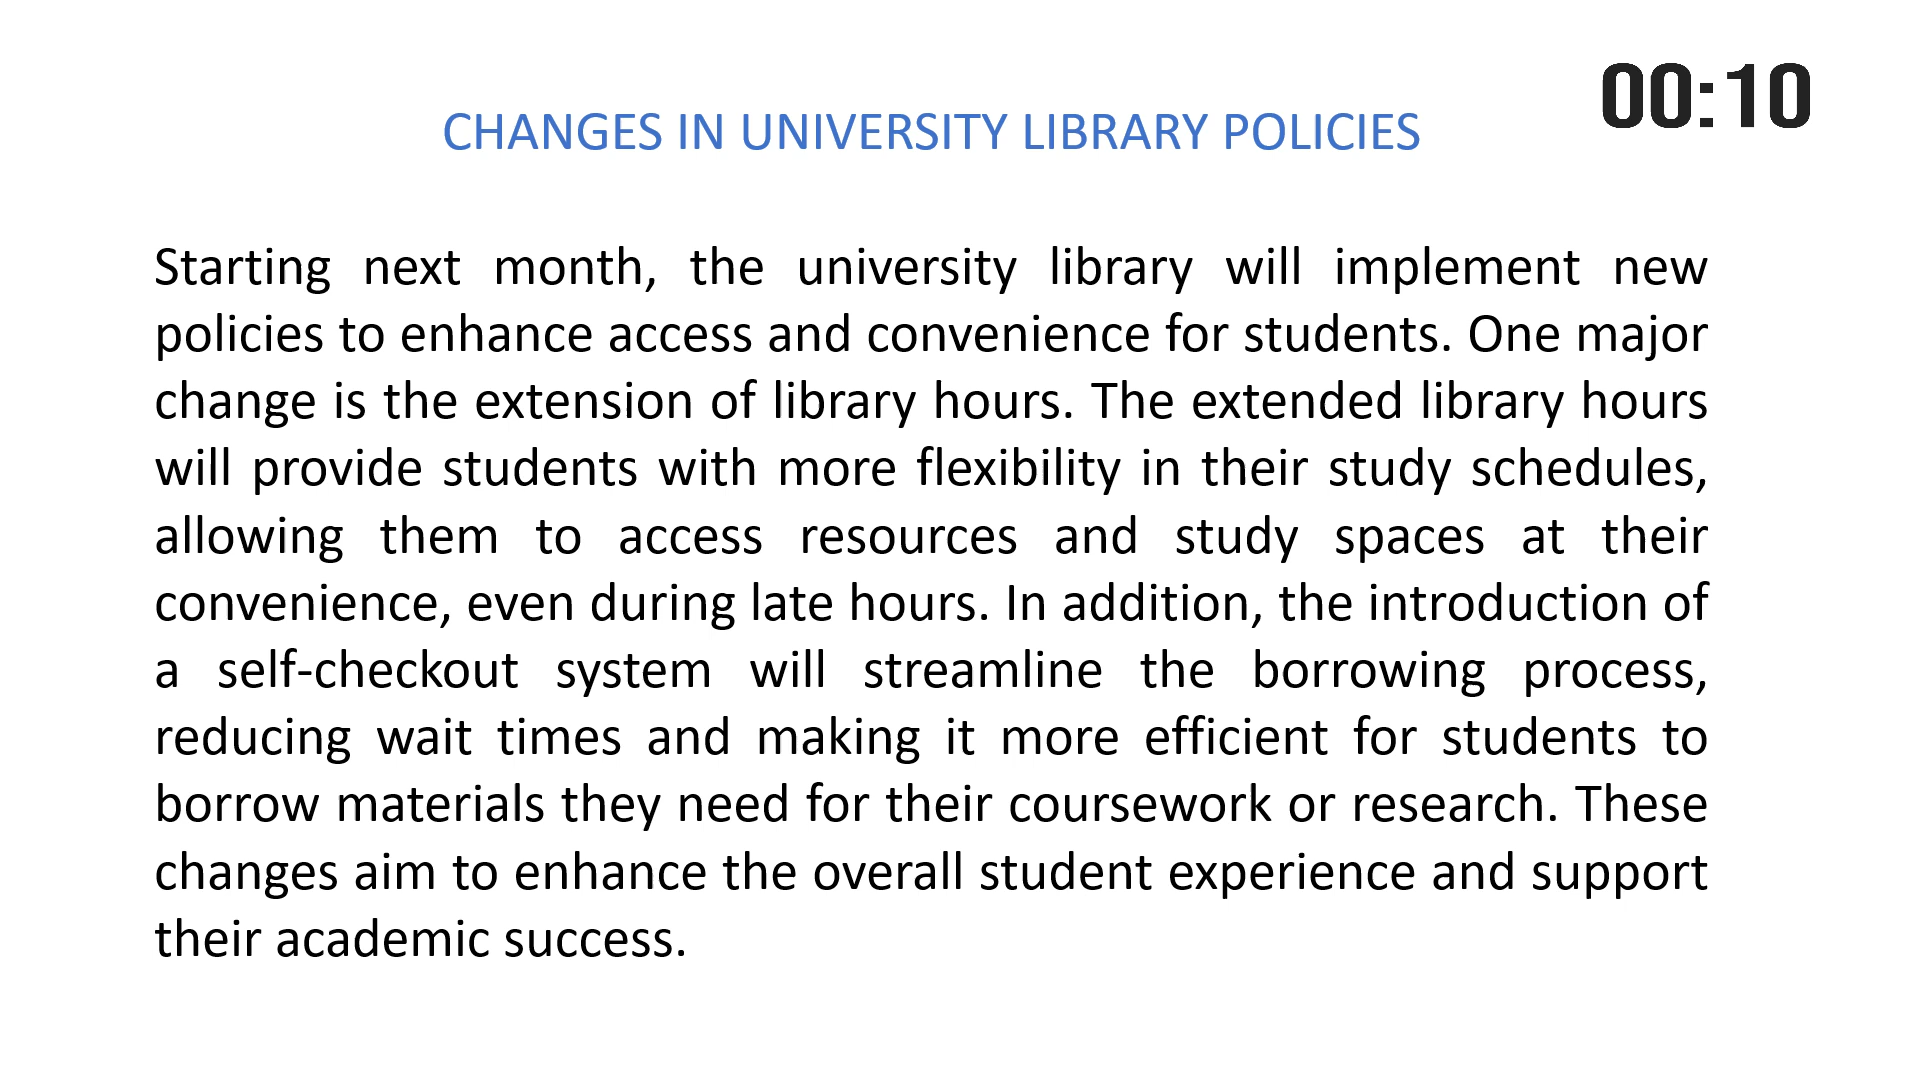 00:10
CHANGES IN UNIVERSITY LIBRARY POLICIES
Starting next month, the university library will implement new
policies to enhance access and convenience for students. One major
change is the extension of library hours. The extended library hours
will provide students with more flexibility in their study schedules,
allowing them to access resources and study spaces at their
convenience, even during late hours. In addition, the introduction of
a self-checkout system will streamline the borrowing process,
reducing wait times and making it more efficient for students to
borrow materials they need for their coursework or research. These
changes aim to enhance the overall student experience and support
their academic success.